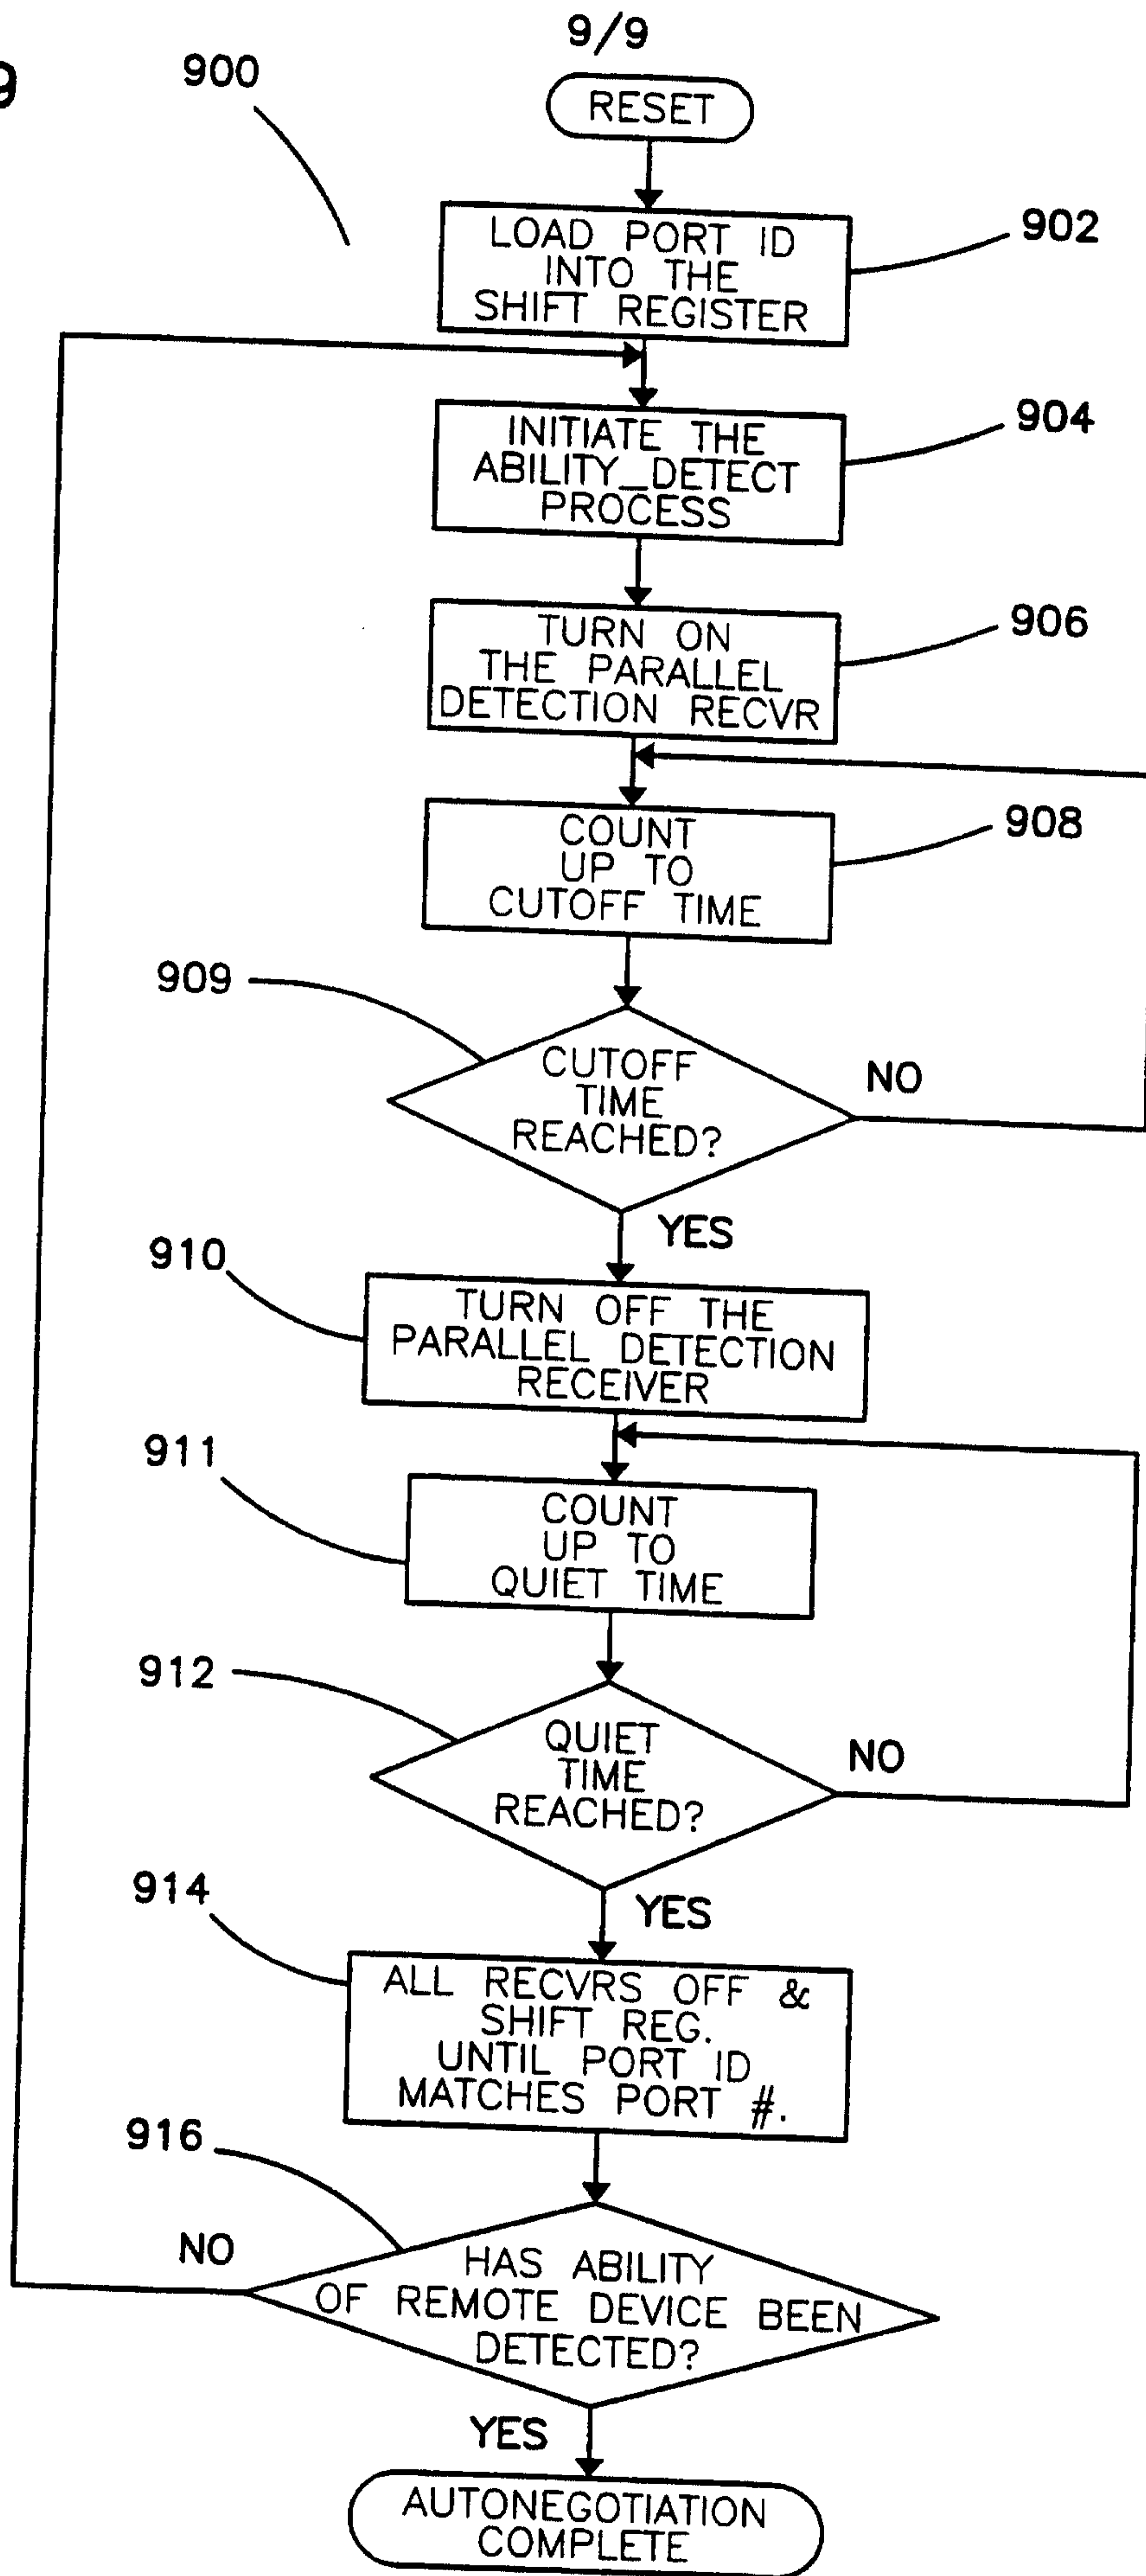 9/9
9
900
RESET
LOAD PORT ID
INTO THE
SHIFT REGISTER
902
INITIATE THE
ABILITY_DETECT
PROCESS
904
TURN ON
THE PARALLEL
DETECTION RECVR
906
COUNT
UP TO
CUTOFF TIME
908
909
CUTOFF
TIME
REACHED?
NO
YES
910
TURN OFF THE
PARALLEL DETECTION
RECEIVER
911
COUNT
UP TO
QUIET TIME
912
QUIET
TIME
REACHED?
NO
YES
914
ALL RECVRS OFF &
SHIFT REG.
UNTIL PORT ID
MATCHES PORT #.
916
NO
HAS ABILITY
OF REMOTE DEVICE BEEN
DETECTED?
YES
AUTONEGOTIATION
COMPLETE